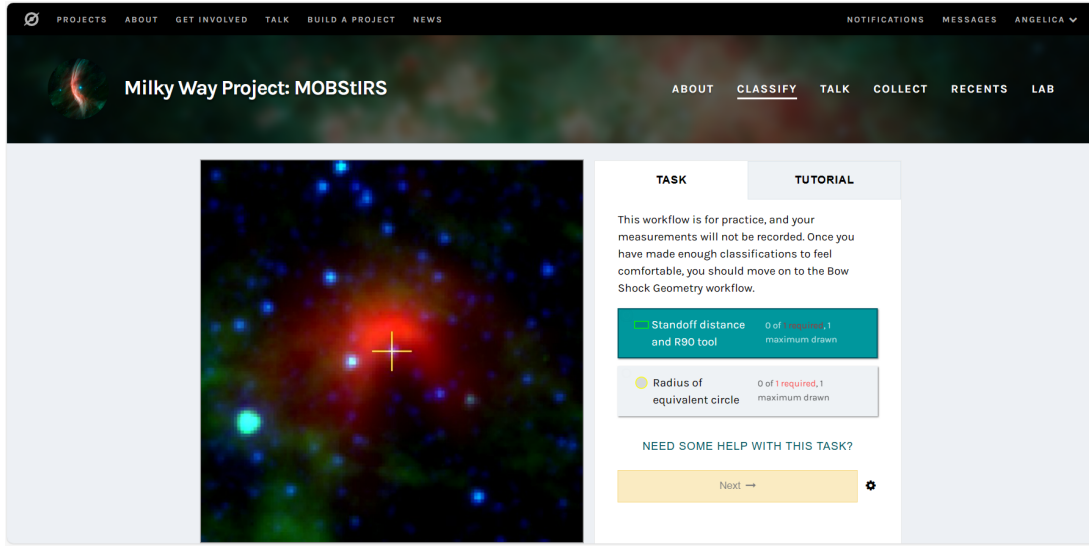 PROJECTS ABOUT GET INVOLVED TALK BUILD A PROJECT NEWS NOTIFICATIONS MESSAGES ANGELICA
Milky Way Project: MOBStIRS
ABOUT CLASSIFY TALK COLLECT RECENTS LAB
TASK TUTORIAL
This workflow is for practice, and your
measurements will not be recorded. Once you
have made enough classifications to feel
comfortable, you should move on to the Bow
Shock Geometry workflow.
Standoff distance
and R90 tool
0 of 1 required, 1
maximum drawn
Radius of
equivalent circle
0 of 1 required, 1
maximum drawn
NEED SOME HELP WITH THIS TASK?
Next →